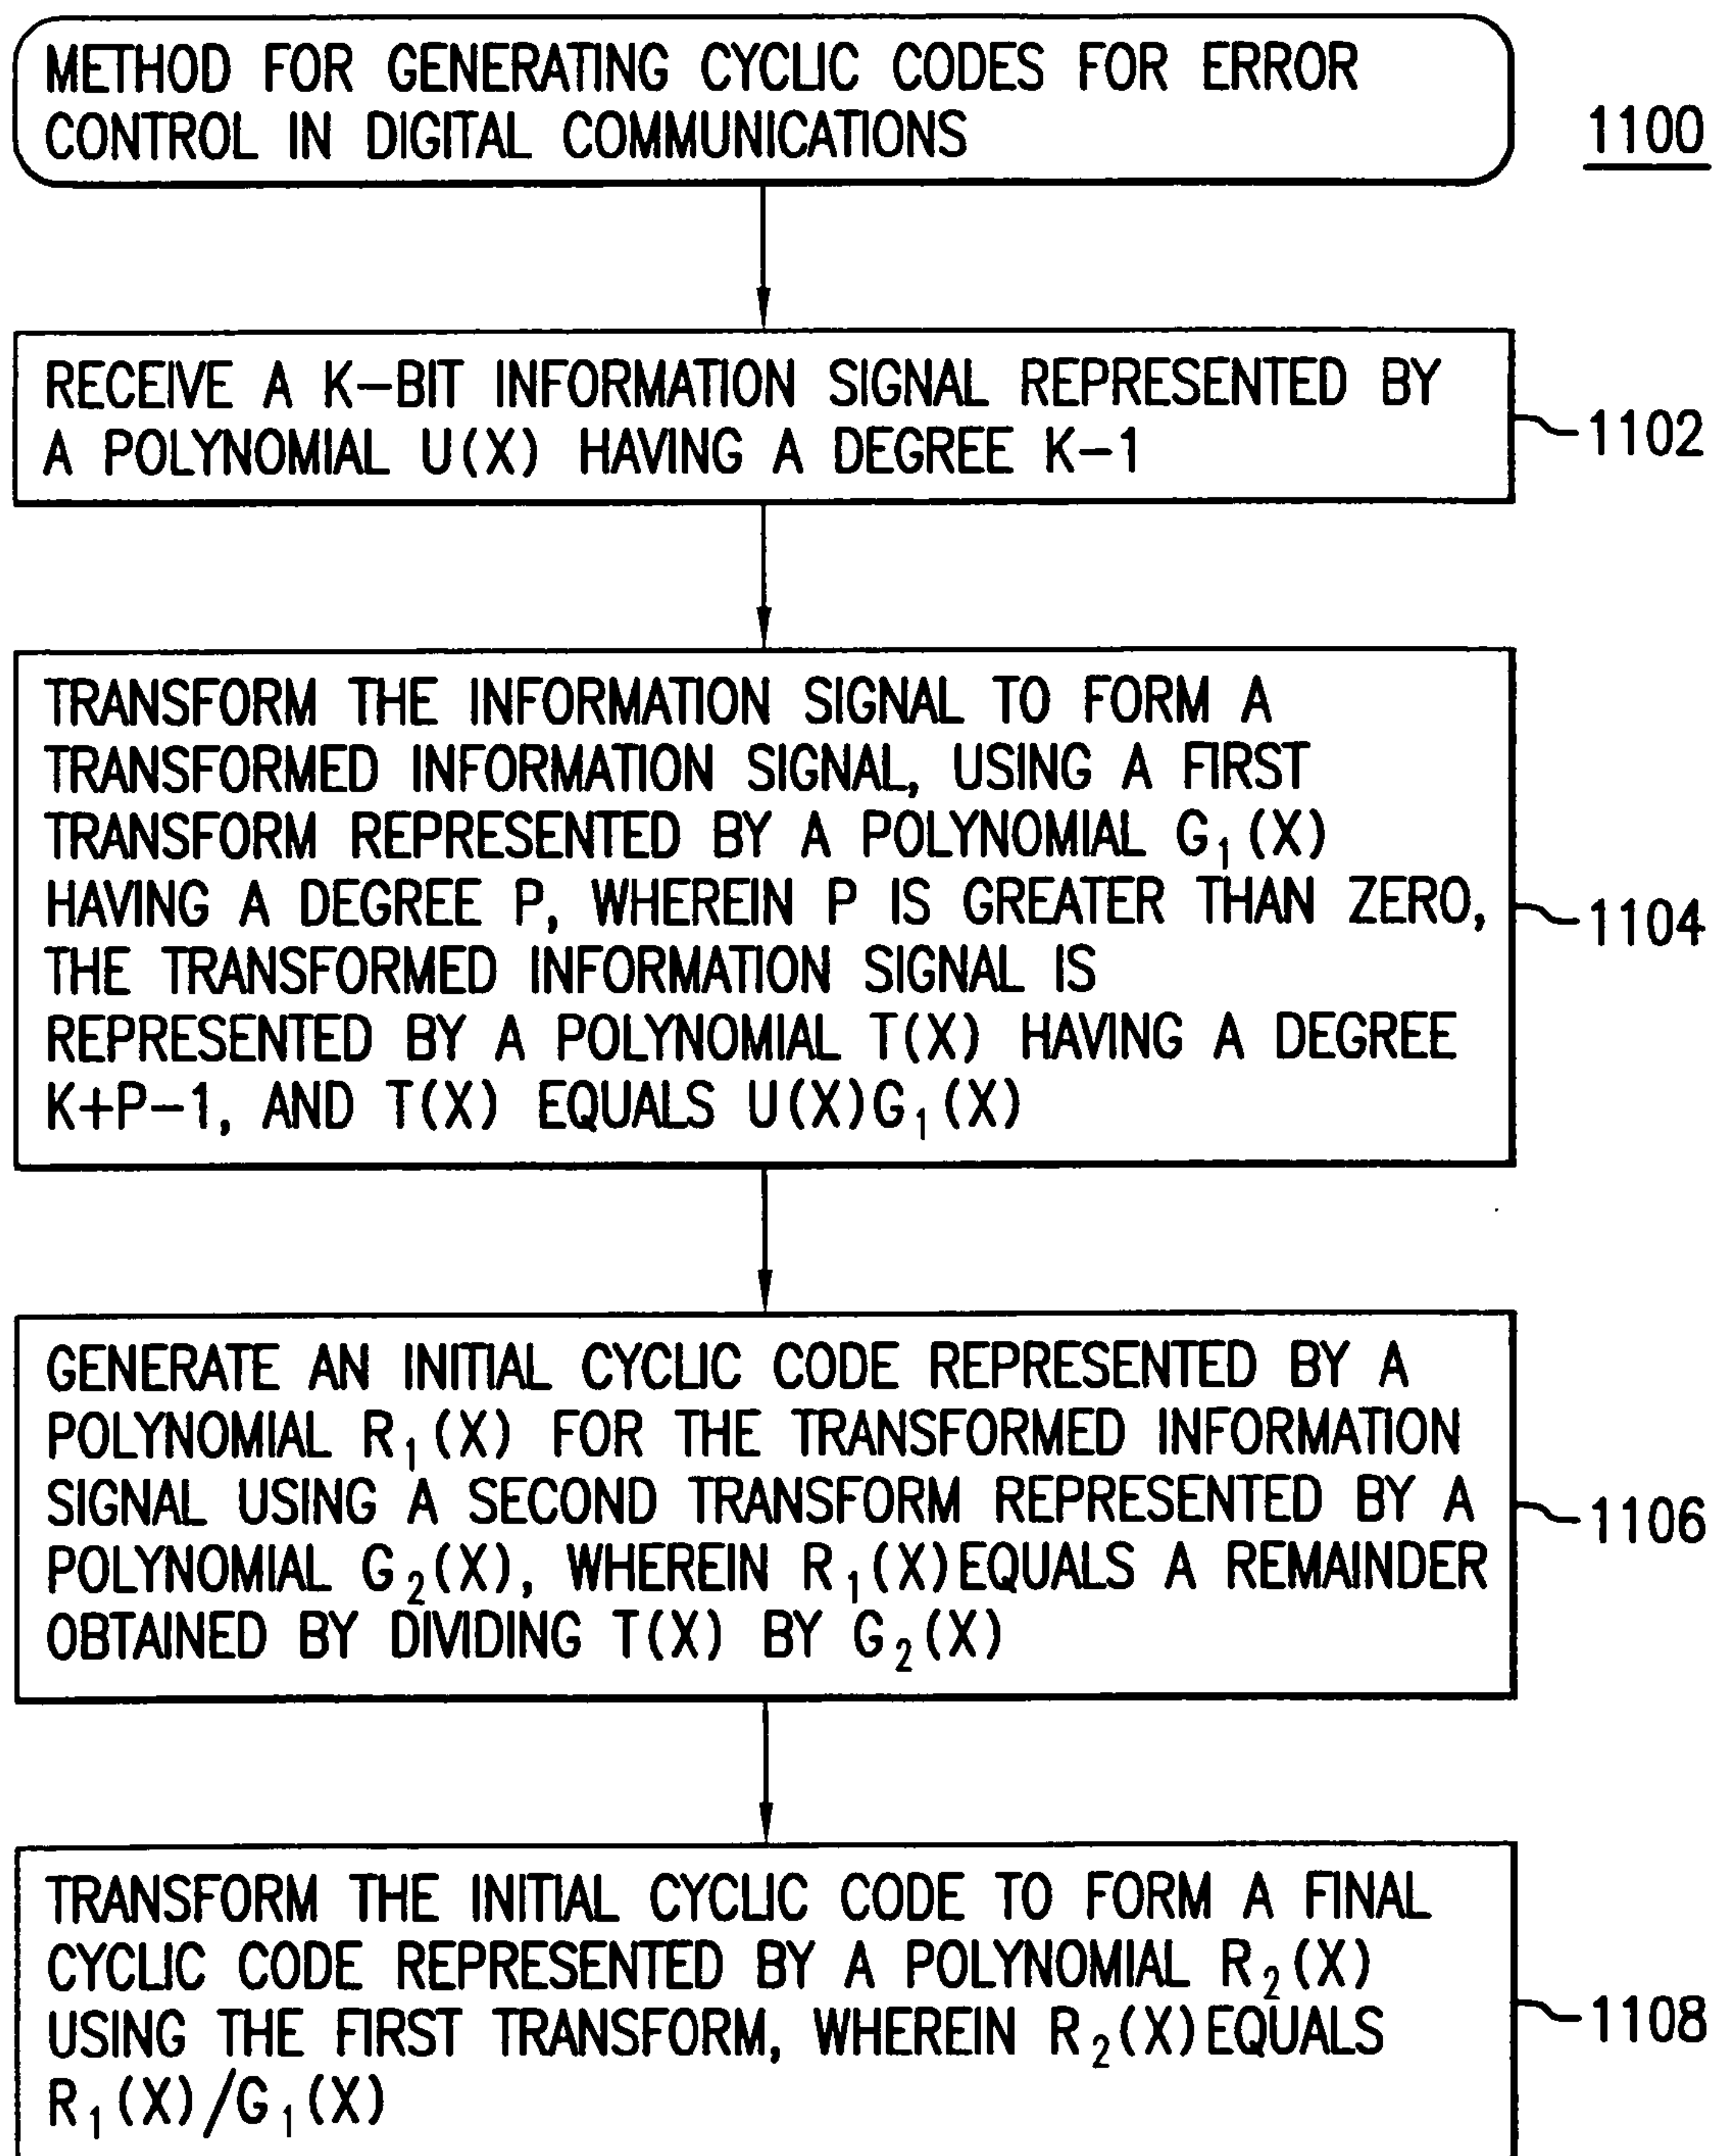 METHOD FOR GENERATING CYCLIC CODES FOR ERROR
CONTROL IN DIGITAL COMMUNICATIONS
1100
RECEIVE A K-BIT INFORMATION SIGNAL REPRESENTED BY
A POLYNOMIAL U(X) HAVING A DEGREE K-1
1102
TRANSFORM THE INFORMATION SIGNAL TO FORM A
TRANSFORMED INFORMATION SIGNAL, USING A FIRST
TRANSFORM REPRESENTED BY A POLYNOMIAL G₁(X)
HAVING A DEGREE P, WHEREIN P IS GREATER THAN ZERO,
THE TRANSFORMED INFORMATION SIGNAL IS
REPRESENTED BY A POLYNOMIAL T(X) HAVING A DEGREE
K+P-1, AND T(X) EQUALS U(X)G₁(X)
1104
GENERATE AN INITIAL CYCLIC CODE REPRESENTED BY A
POLYNOMIAL R₁(X) FOR THE TRANSFORMED INFORMATION
SIGNAL USING A SECOND TRANSFORM REPRESENTED BY A
POLYNOMIAL G₂(X), WHEREIN R₁(X) EQUALS A REMAINDER
OBTAINED BY DIVIDING T(X) BY G₂(X)
1106
TRANSFORM THE INITIAL CYCLIC CODE TO FORM A FINAL
CYCLIC CODE REPRESENTED BY A POLYNOMIAL R₂(X)
USING THE FIRST TRANSFORM, WHEREIN R₂(X) EQUALS
R₁(X)/G₁(X)
1108